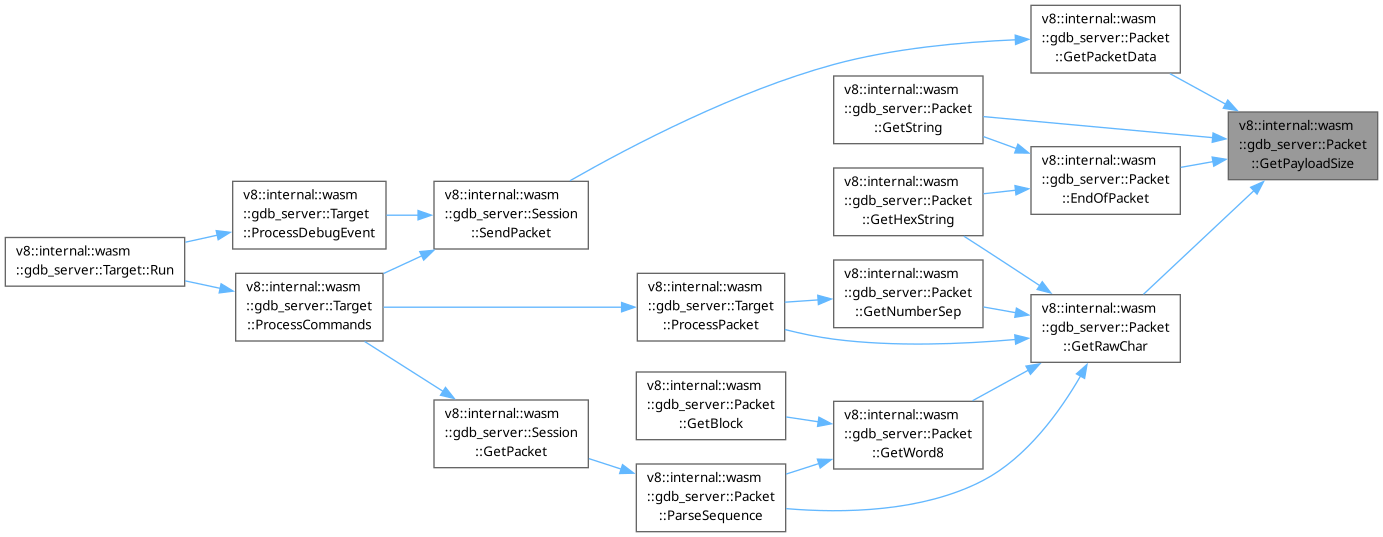 v8::internal::wasm
::gdb_server::Packet
::GetPacketData
v8::internal::wasm
::gdb_server::Packet
::GetString
v8::internal::wasm
::gdb_server::Packet
::GetPayloadSize
v8::internal::wasm
::gdb_server::Packet
::EndOfPacket
v8::internal::wasm
::gdb_server::Packet
::GetHexString
v8::internal::wasm
::gdb_server::Target
::ProcessDebugEvent
v8::internal::wasm
::gdb_server::Session
::SendPacket
v8::internal::wasm
::gdb_server::Target::Run
v8::internal::wasm
::gdb_server::Target
::ProcessCommands
v8::internal::wasm
::gdb_server::Target
::ProcessPacket
v8::internal::wasm
::gdb_server::Packet
::GetNumberSep
v8::internal::wasm
::gdb_server::Packet
::GetRawChar
v8::internal::wasm
::gdb_server::Packet
::GetBlock
v8::internal::wasm
::gdb_server::Session
::GetPacket
v8::internal::wasm
::gdb_server::Packet
::GetWord8
v8::internal::wasm
::gdb_server::Packet
::ParseSequence